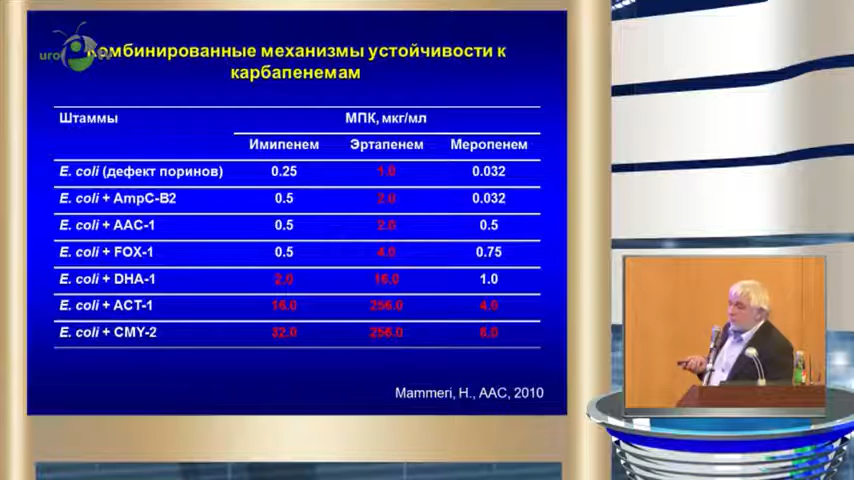 uro
комбинированные механизмы устойчивости к
карбапенемам
Штаммы МПК, мкг/мл
Имипенем Эртапенем Меропенем
E. coli (дефект поринов) 0.25 1.0 0.032
E. coli + AmpC-B2 0.5 2.0 0.032
E. coli + AAC-1 0.5 2.0 0.5
E. coli + FOX-1 0.5 4.0 0.75
E. coli + DHA-1 2.0 16.0 1.0
E. coli + ACT-1 16.0 256.0 4.0
E. coli + CMY-2 32.0 256.0 8.0
Mammeri, H., AAC, 2010